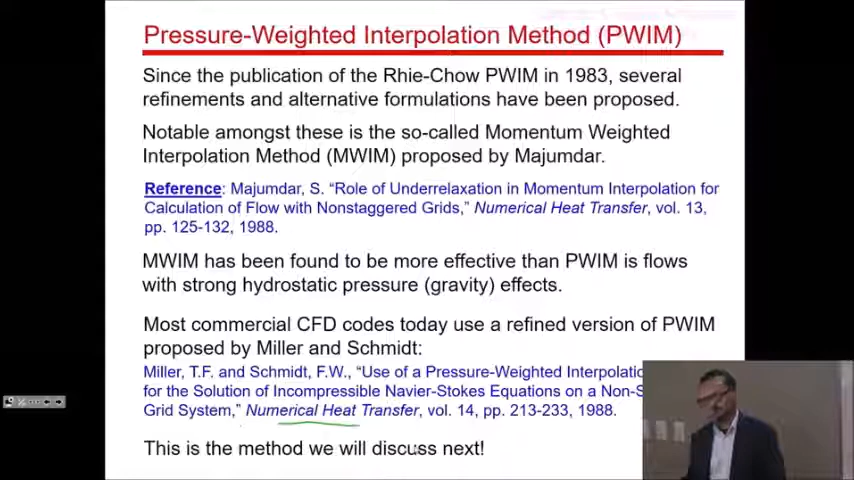 Pressure-Weighted Interpolation Method (PWIM)
Since the publication of the Rhie-Chow PWIM in 1983, several
refinements and alternative formulations have been proposed.
Notable amongst these is the so-called Momentum Weighted
Interpolation Method (MWIM) proposed by Majumdar.
Reference: Majumdar, S. “Role of Underrelaxation in Momentum Interpolation for
Calculation of Flow with Nonstaggered Grids,” Numerical Heat Transfer, vol. 13,
pp. 125-132, 1988.
MWIM has been found to be more effective than PWIM is flows
with strong hydrostatic pressure (gravity) effects.
Most commercial CFD codes today use a refined version of PWIM
proposed by Miller and Schmidt:
Miller, T.F. and Schmidt, F.W., “Use of a Pressure-Weighted
for the Solution of Incompressible Navier-Stokes Equations on a
Grid System,” Numerical Heat Transfer, vol. 14, pp. 213-233, 1988.
This is the method we will discuss next!